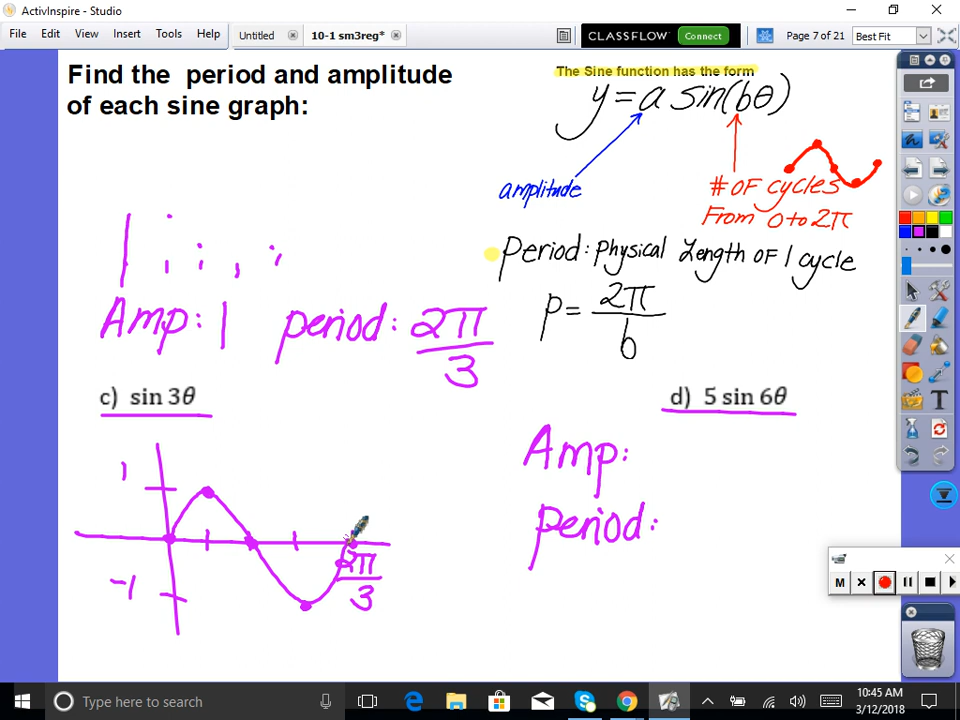 ActivInspire - Studio
File Edit View Insert Tools Help Untitled 10-1 sm3reg* CLASSFLOW Connect Page 7 of 21 Best Fit
Find the period and amplitude
of each sine graph:
The Sine function has the form
y = a sin(bθ)
amplitude
# of cycles
From 0 to 2π
Period: Physical Length of 1 cycle
P = 2π
b
Amp: 1 period: 2π
3
c) sin 3θ
1
-1
2π
3
d) 5 sin 6θ
Amp:
period:
M
Type here to search
10:45 AM
3/12/2018